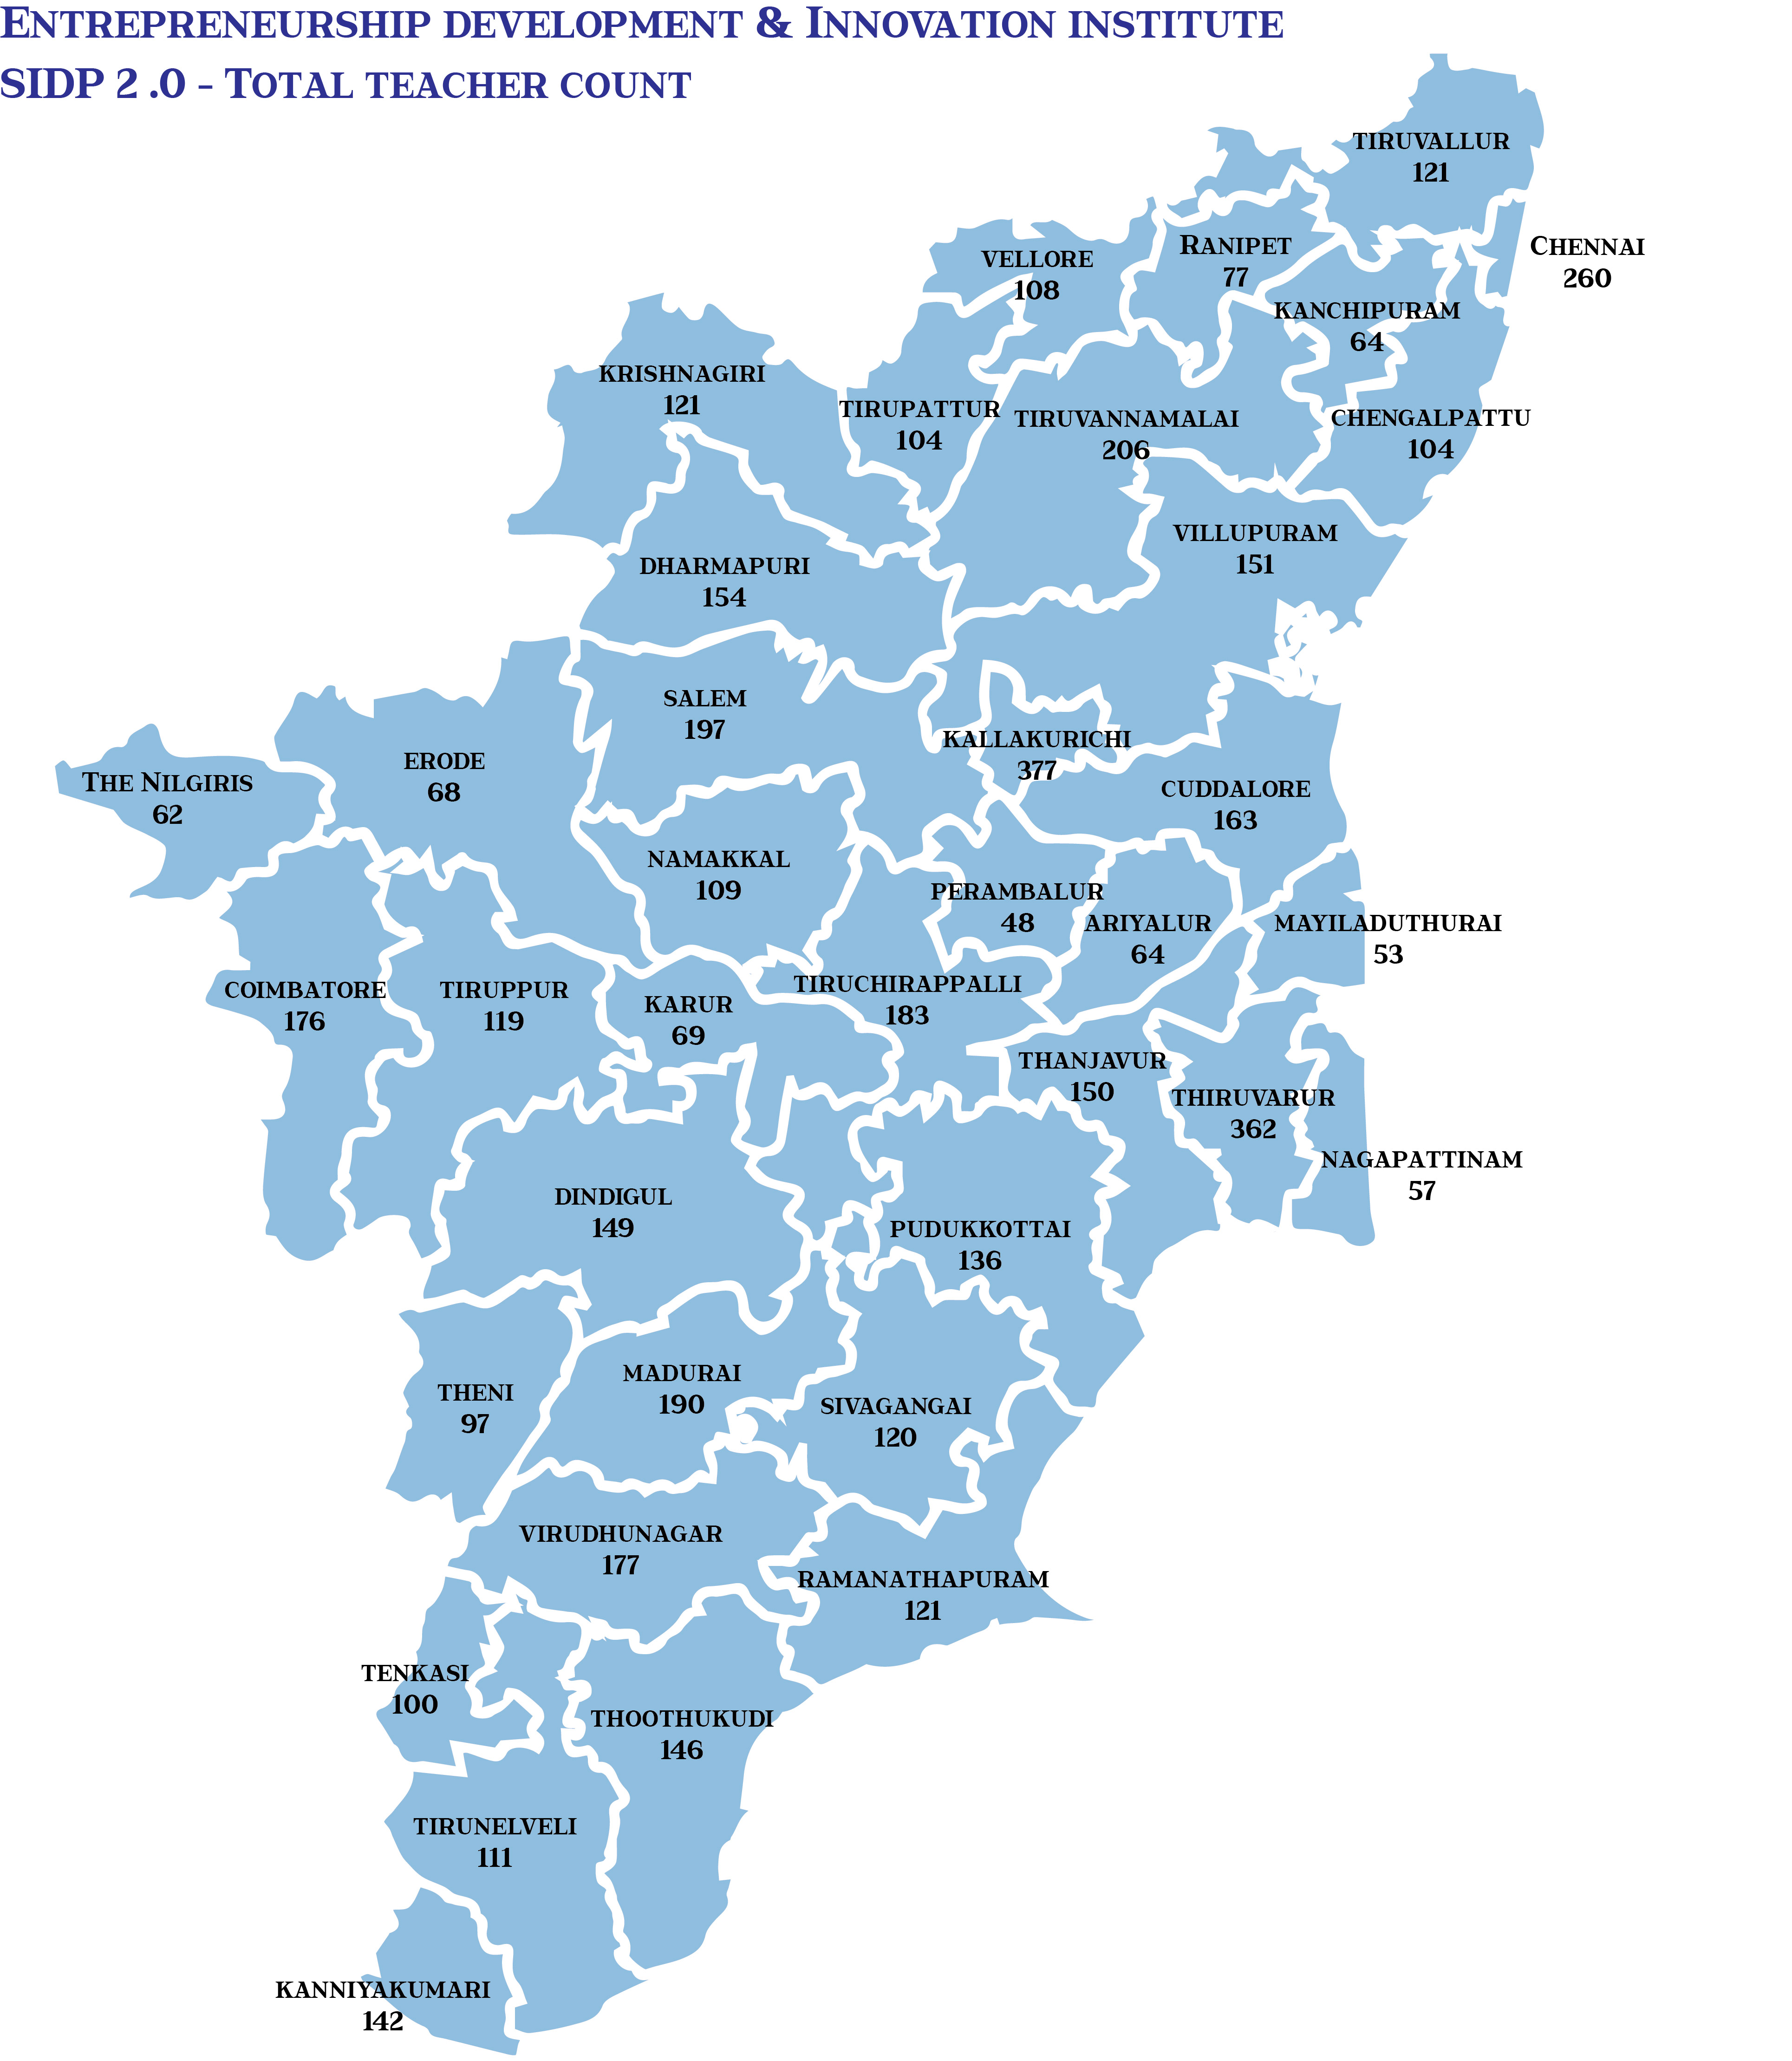 ENTREPRENEURSHIP DEVELOPMENT & INNOVATION INSTITUTE
SIDP 2 .0 - TOTAL TEACHER COUNT
TIRUVALLUR
121
CHENNAI
260
RANIPET
77
VELLORE
108
KANCHIPURAM
64
KRISHNAGIRI
121
TIRUPATTUR
104
TIRUVANNAMALAI
206
CHENGALPATTU
104
VILLUPURAM
151
DHARMAPURI
154
SALEM
197
KALLAKURICHI
377
ERODE
68
THE NILGIRIS
62
CUDDALORE
163
NAMAKKAL
109
PERAMBALUR
48
ARIYALUR
64
MAYILADUTHURAI
53
COIMBATORE
176
TIRUPPUR
119
KARUR
69
TIRUCHIRAPPALLI
183
THANJAVUR
150
THIRUVARUR
362
NAGAPATTINAM
57
DINDIGUL
149
PUDUKKOTTAI
136
THENI
97
MADURAI
190
SIVAGANGAI
120
VIRUDHUNAGAR
177
RAMANATHAPURAM
121
TENKASI
100
THOOTHUKUDI
146
TIRUNELVELI
111
KANNIYAKUMARI
142